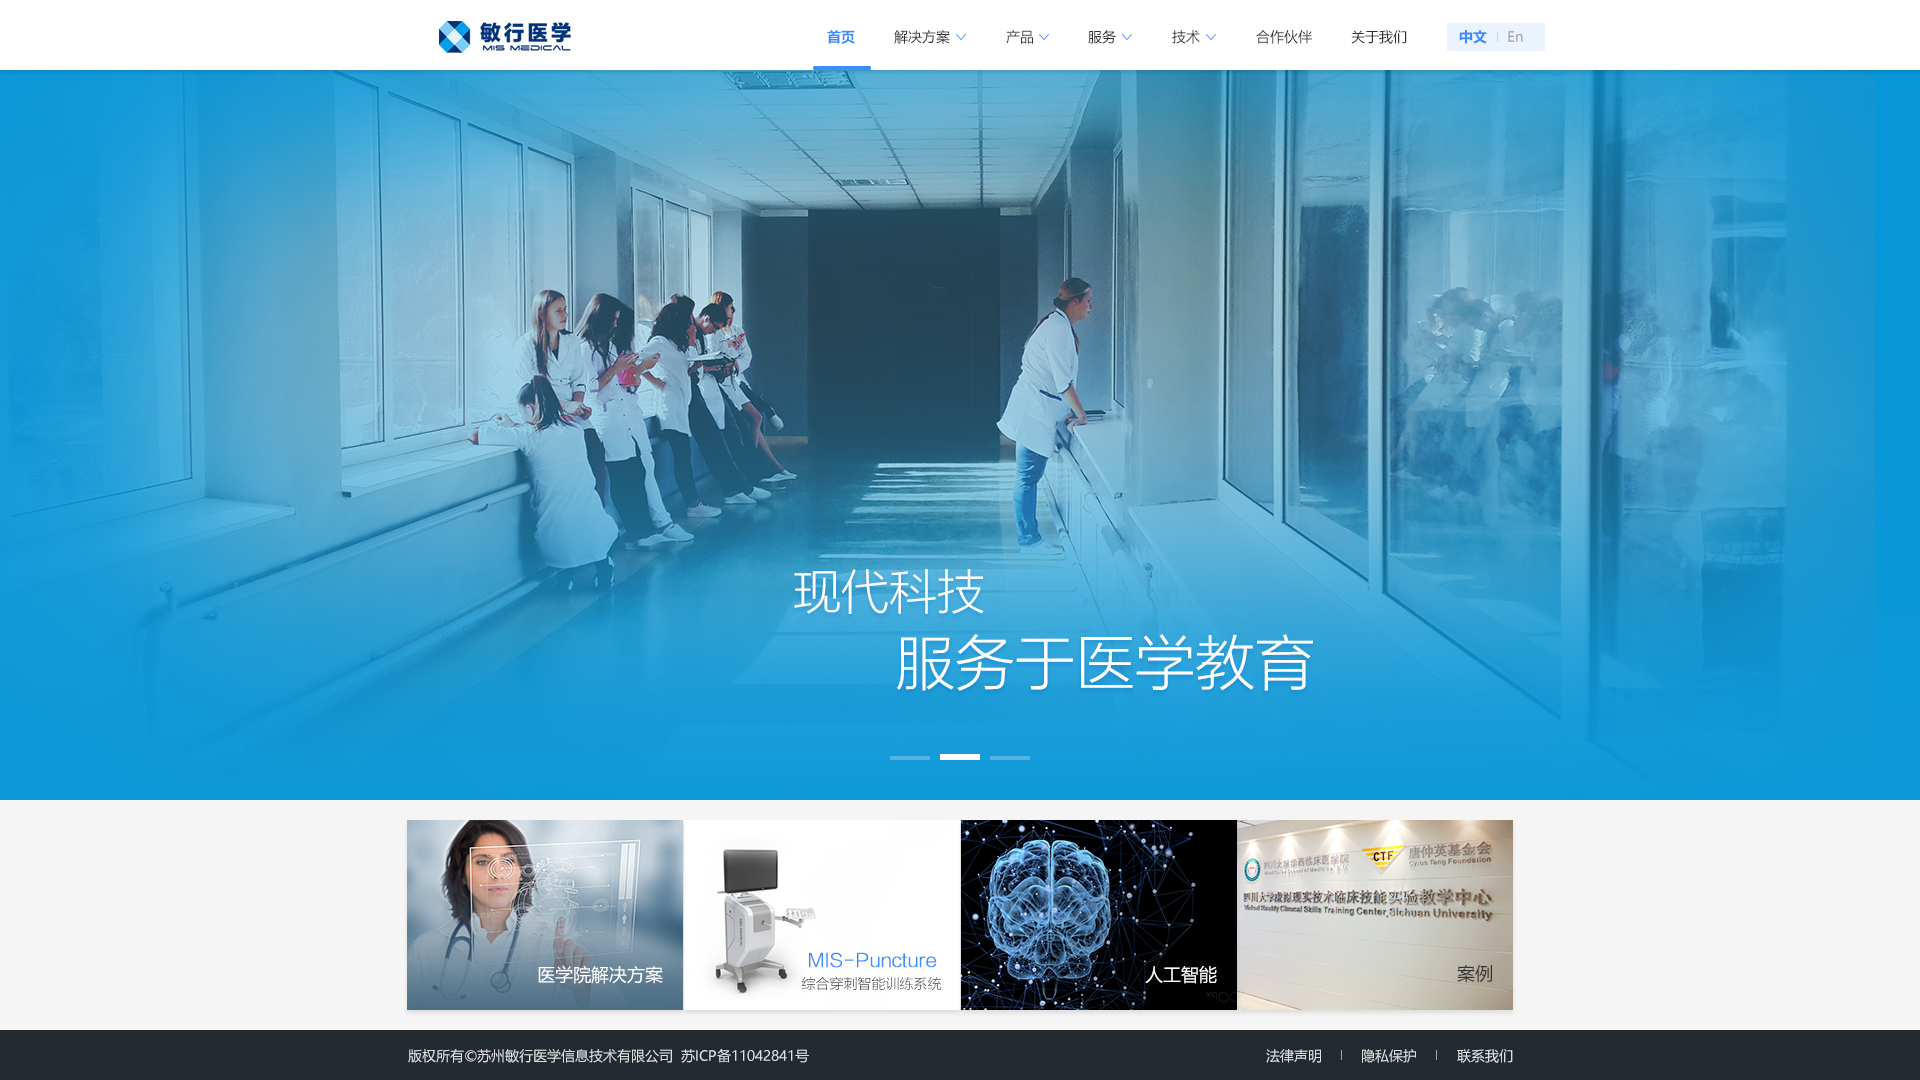 敏行医学
MIS MEDICAL
首页
解决方案
产品
服务
技术
合作伙伴
关于我们
中文
En
现代科技
服务于医学教育
医学院解决方案
MIS-Puncture
综合穿刺智能训练系统
人工智能
四川大学华西临床医学院
CTF
唐仲英基金会
Cyrus Tang Foundation
四川大学虚拟现实技术临床技能实验教学中心
Virtual Reality Clinical Skills Training Center, Sichuan University
案例
版权所有©苏州敏行医学信息技术有限公司 苏ICP备11042841号
法律声明
隐私保护
联系我们